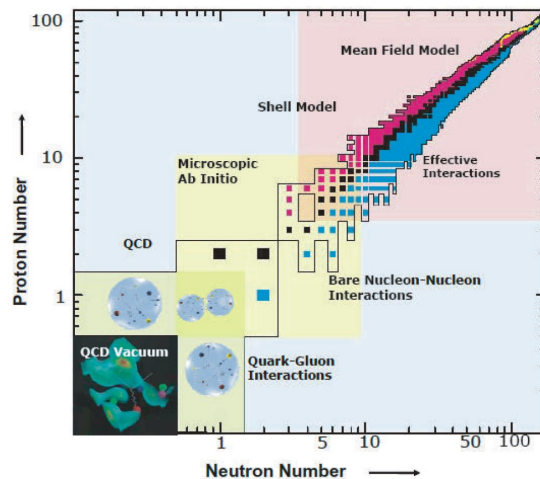 100
10
1
Proton Number
Mean Field Model
Shell Model
Microscopic
Ab Initio
Effective
Interactions
QCD
Bare Nucleon-Nucleon
Interactions
QCD Vacuum
Quark-Gluon
Interactions
1 5 10 50 100
Neutron Number